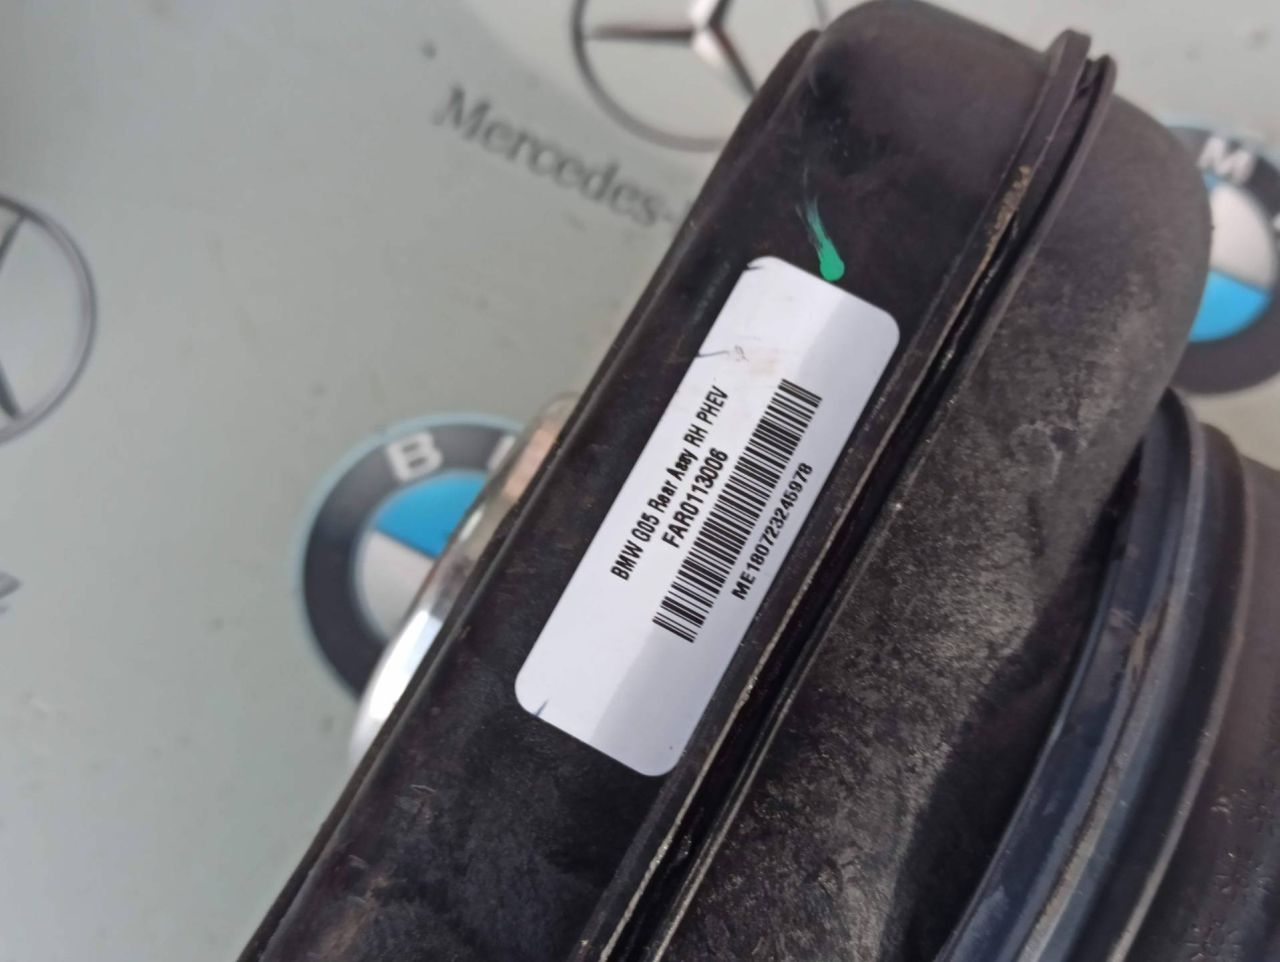 Mercedes-
B
M
BMW G05 Rear Assy RH PHEV
FAR0113006
ME180723245978